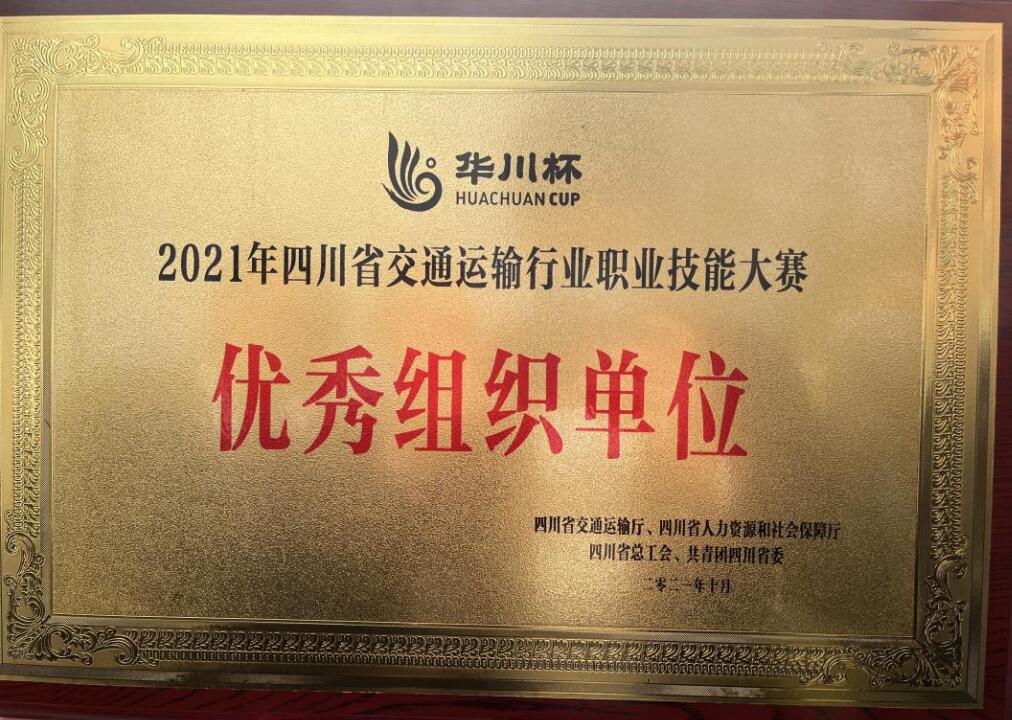 华川杯
HUACHUAN CUP
2021年四川省交通运输行业职业技能大赛
优秀组织单位
四川省交通运输厅、四川省人力资源和社会保障厅
四川省总工会、共青团四川省委
二零二一年十月